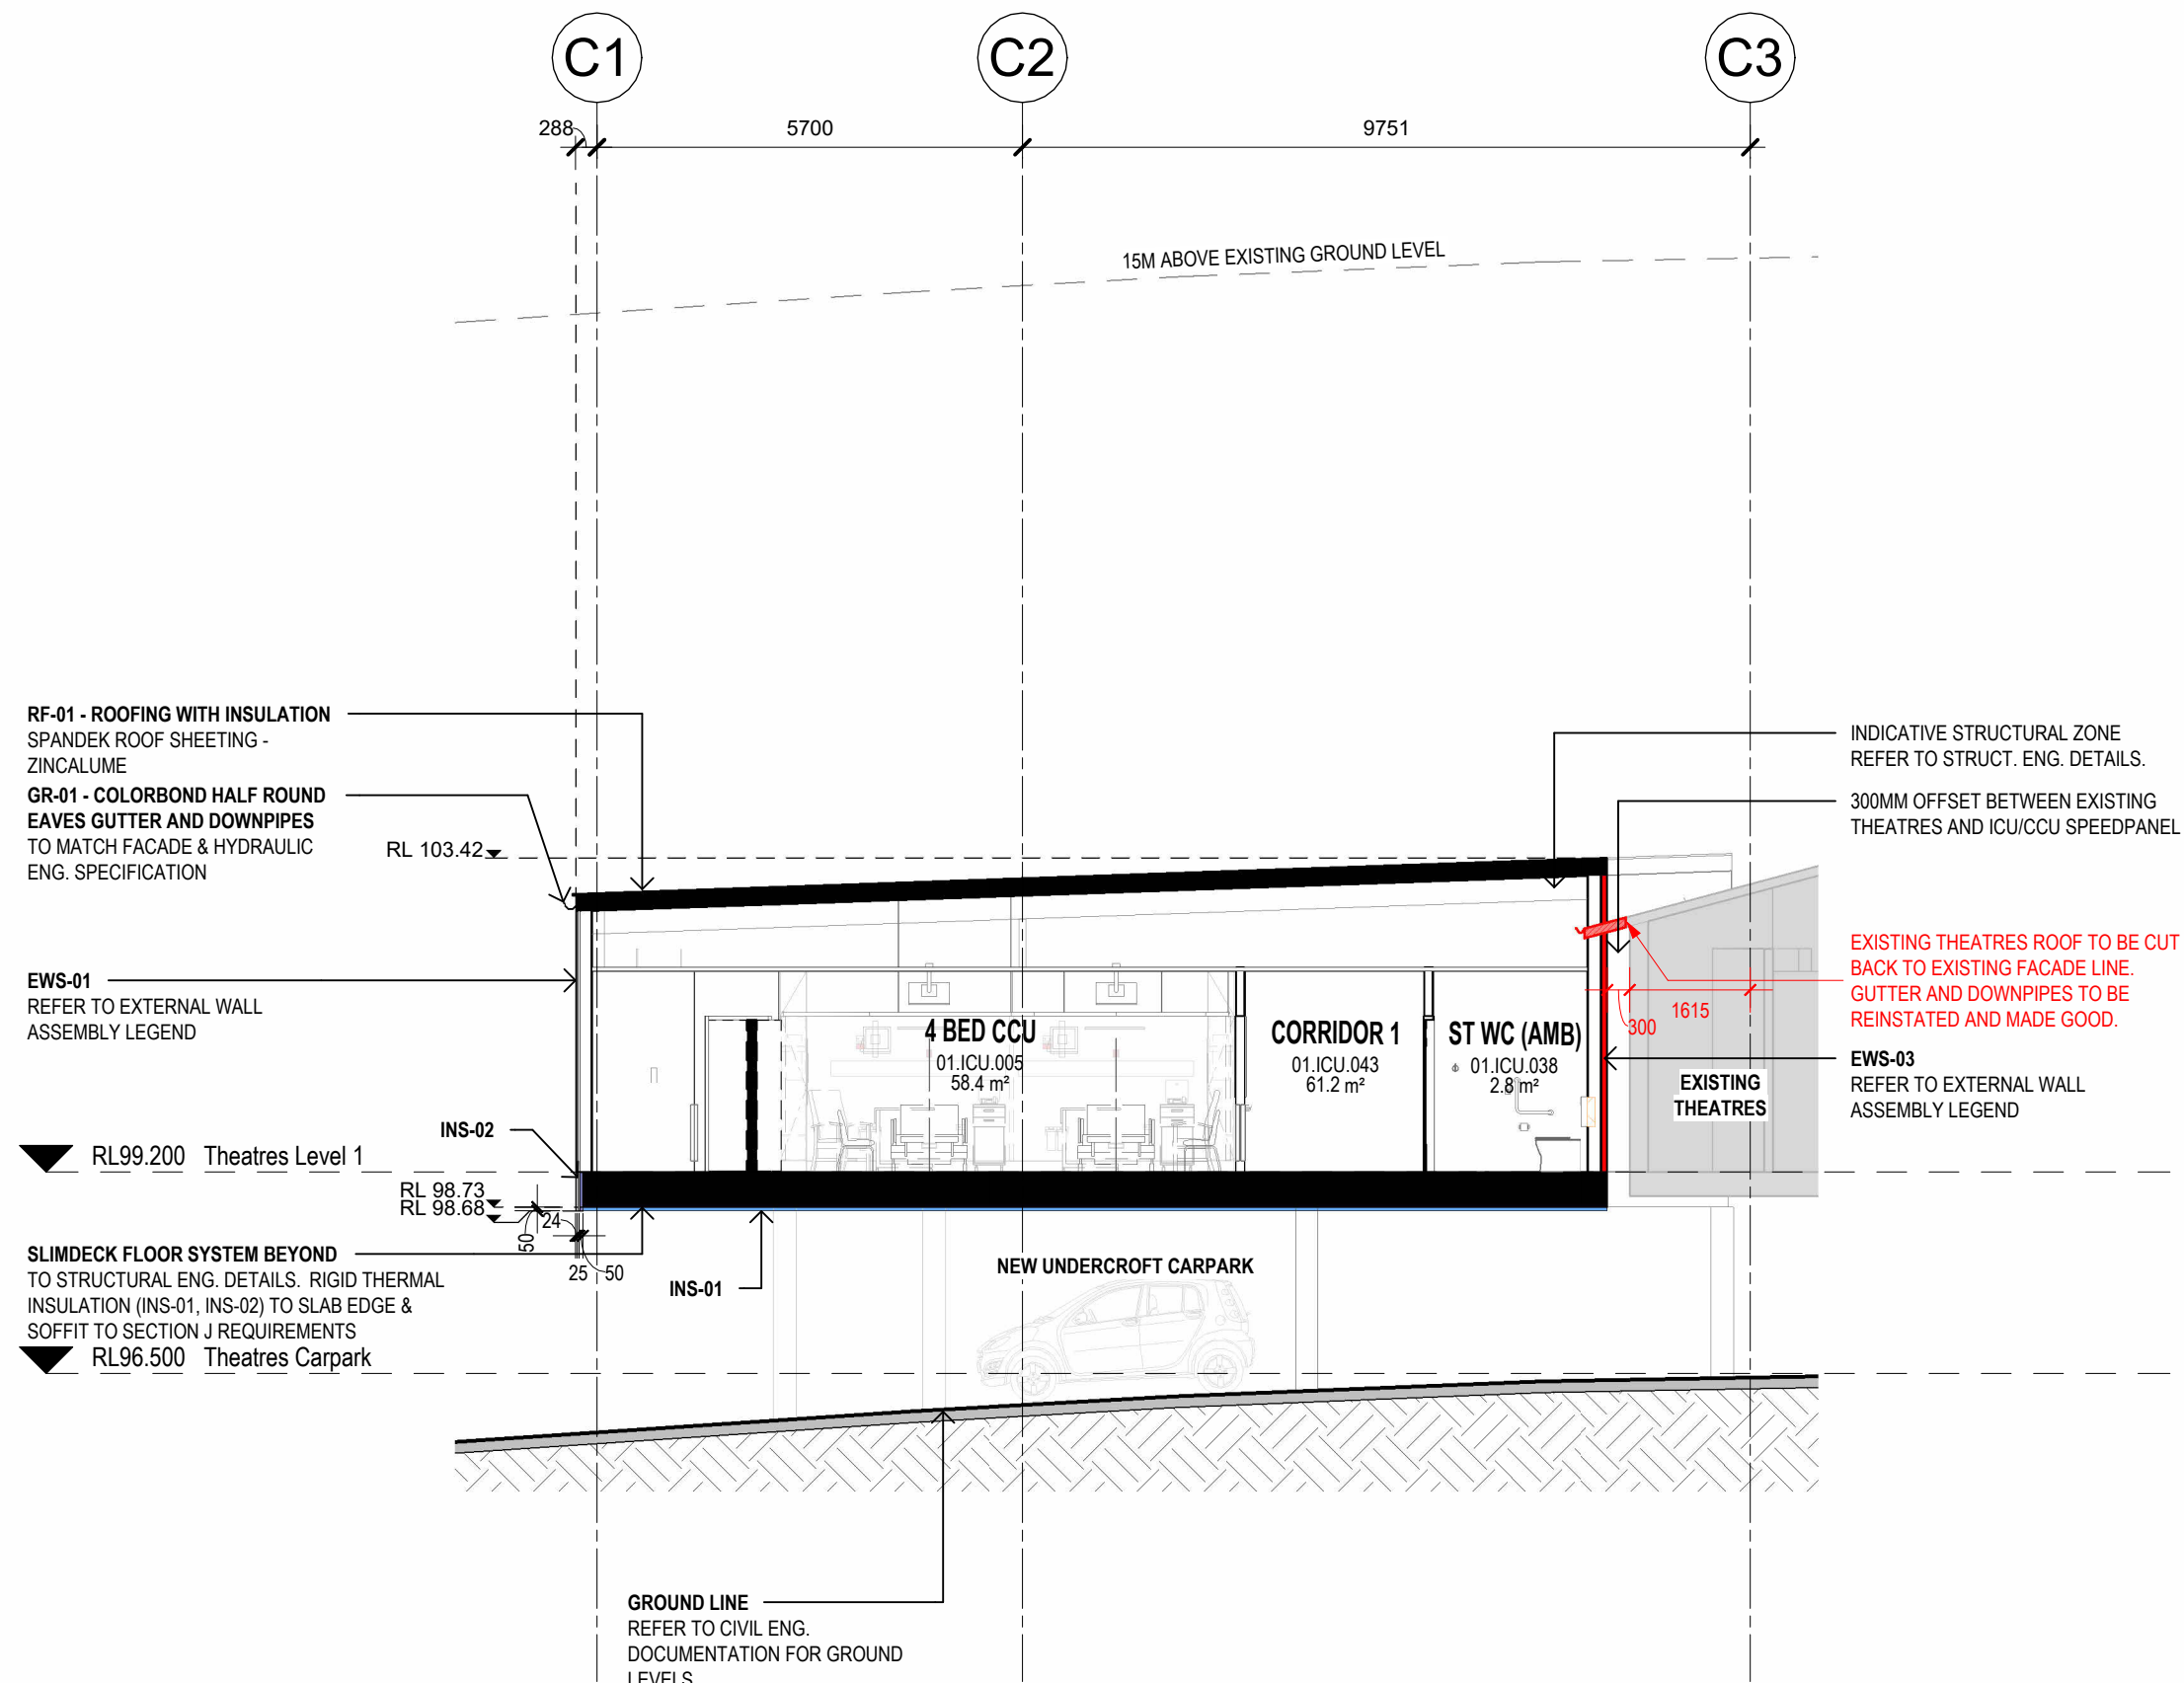 C1
C2
C3
288
5700
9751
15M ABOVE EXISTING GROUND LEVEL
RF-01 - ROOFING WITH INSULATION
SPANDEK ROOF SHEETING -
ZINCALUME
GR-01 - COLORBOND HALF ROUND
EAVES GUTTER AND DOWNPIPES
TO MATCH FACADE & HYDRAULIC
ENG. SPECIFICATION
RL 103.42
EWS-01
REFER TO EXTERNAL WALL
ASSEMBLY LEGEND
INS-02
RL99.200 Theatres Level 1
RL 98.73
RL 98.68
50
24
25
50
SLIMDECK FLOOR SYSTEM BEYOND
TO STRUCTURAL ENG. DETAILS. RIGID THERMAL
INSULATION (INS-01, INS-02) TO SLAB EDGE &
SOFFIT TO SECTION J REQUIREMENTS
RL96.500 Theatres Carpark
INS-01
4 BED CCU
01.ICU.005
58.4 m²
CORRIDOR 1
01.ICU.043
61.2 m²
ST WC (AMB)
01.ICU.038
2.8 m²
NEW UNDERCROFT CARPARK
GROUND LINE
REFER TO CIVIL ENG.
DOCUMENTATION FOR GROUND
LEVELS
INDICATIVE STRUCTURAL ZONE
REFER TO STRUCT. ENG. DETAILS.
300MM OFFSET BETWEEN EXISTING
THEATRES AND ICU/CCU SPEEDPANEL
EXISTING THEATRES ROOF TO BE CUT
BACK TO EXISTING FACADE LINE.
GUTTER AND DOWNPIPES TO BE
REINSTATED AND MADE GOOD.
300
1615
EWS-03
REFER TO EXTERNAL WALL
ASSEMBLY LEGEND
EXISTING
THEATRES